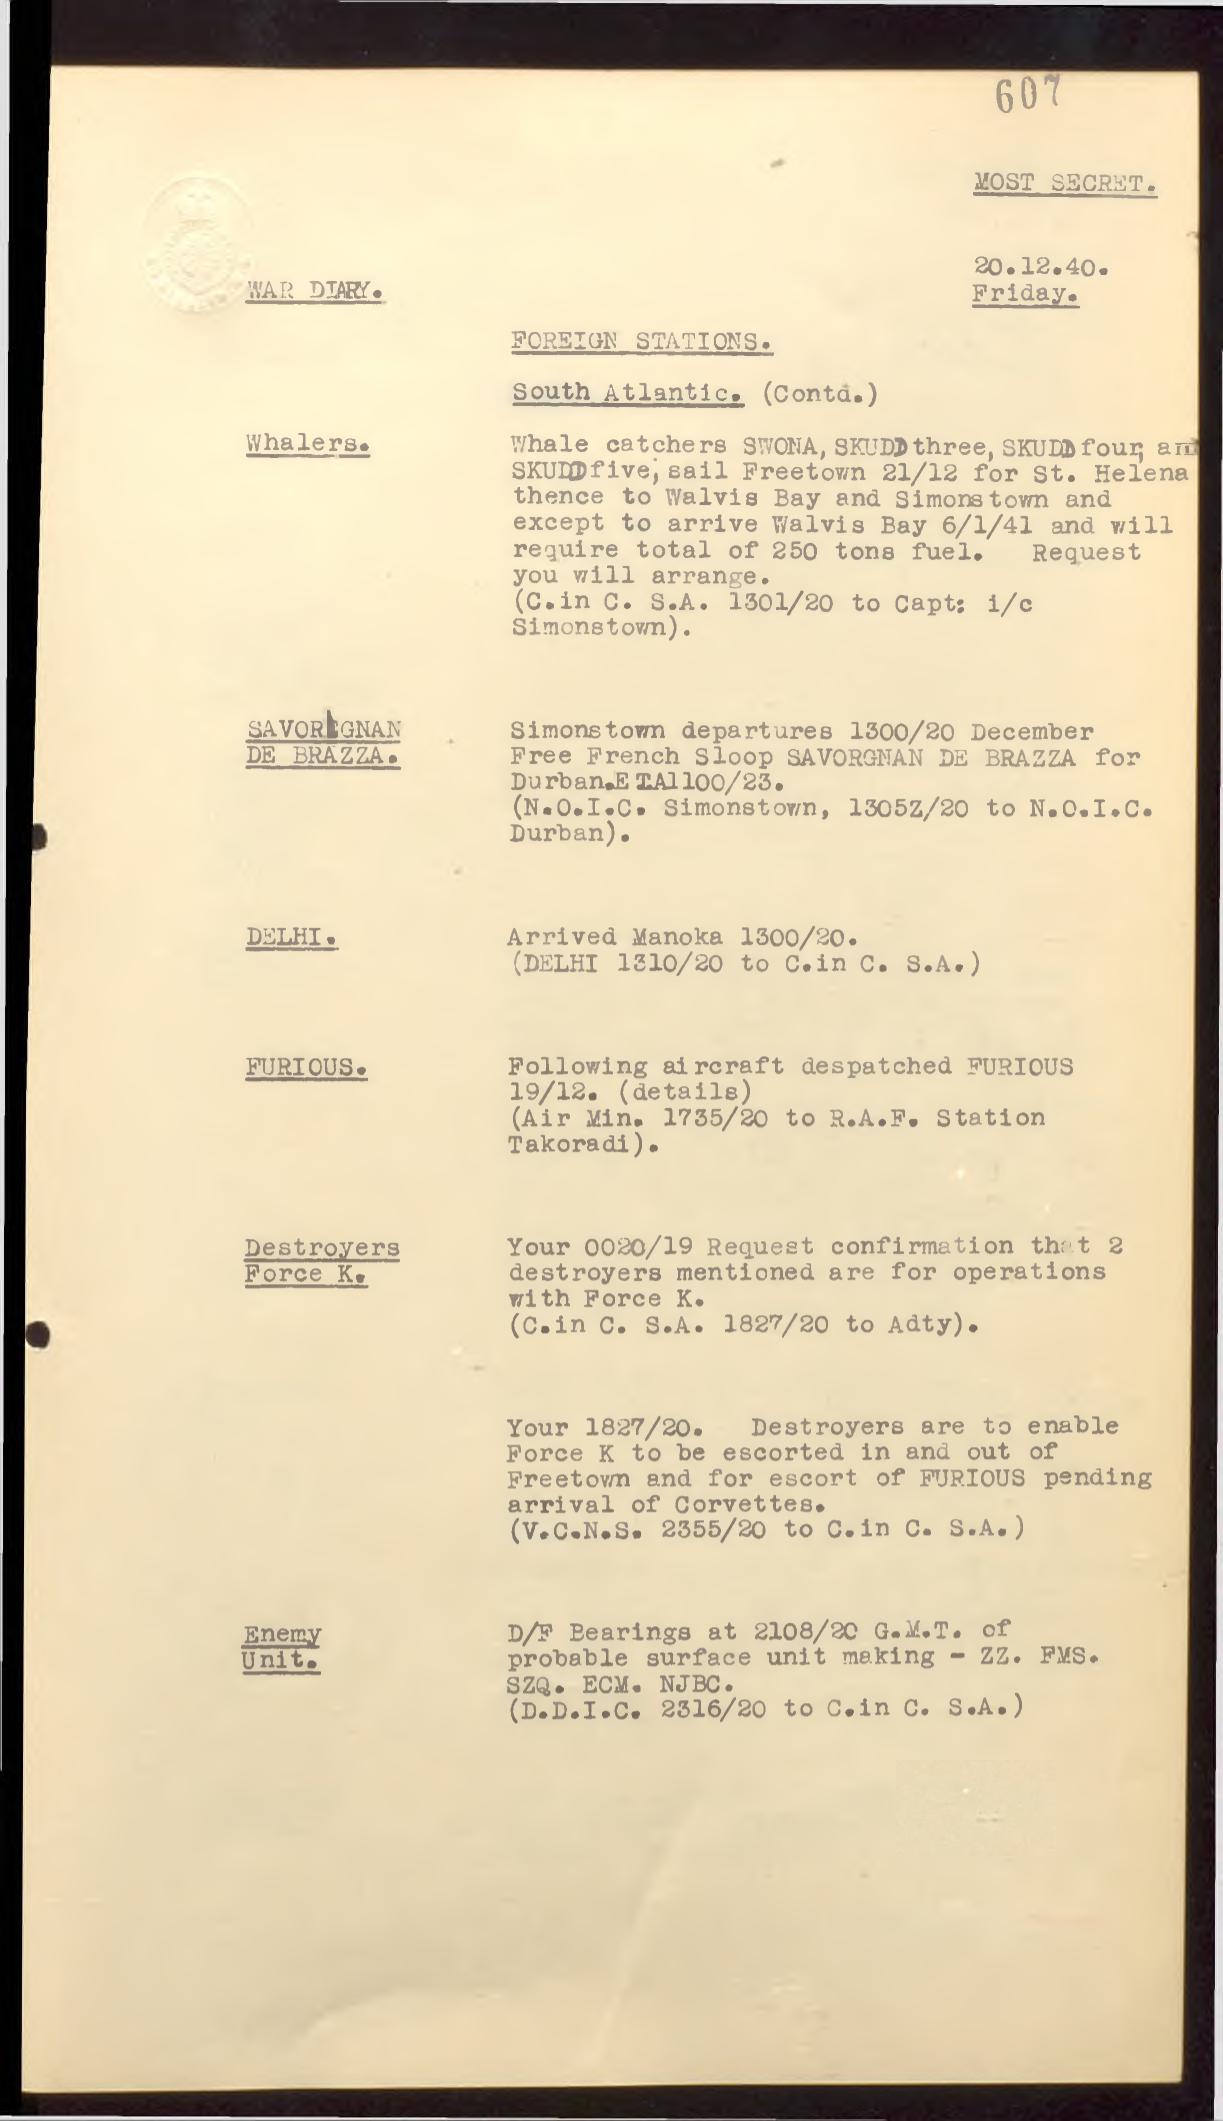 607
MOST SECRET.
20.12.40.
Friday.
WAR DIARY.
FOREIGN STATIONS.
South Atlantic. (Contd.)
Whalers.
Whale catchers SWONA, SKUDD three, SKUDD four, and
SKUDD five, sail Freetown 21/12 for St. Helena
thence to Walvis Bay and Simonstown and
except to arrive Walvis Bay 6/1/41 and will
require total of 250 tons fuel. Request
you will arrange.
(C.in C. S.A. 1301/20 to Capt: i/c
Simonstown).
SAVORGNAN
DE BRAZZA.
Simonstown departures 1300/20 December
Free French Sloop SAVORGNAN DE BRAZZA for
Durban.ETA1100/23.
(N.O.I.C. Simonstown, 1305Z/20 to N.O.I.C.
Durban).
DELHI.
Arrived Manoka 1300/20.
(DELHI 1310/20 to C.in C. S.A.)
FURIOUS.
Following aircraft despatched FURIOUS
19/12. (details)
(Air Min. 1735/20 to R.A.F. Station
Takoradi).
Destroyers
Force K.
Your 0020/19 Request confirmation that 2
destroyers mentioned are for operations
with Force K.
(C.in C. S.A. 1827/20 to Adty).
Your 1827/20. Destroyers are to enable
Force K to be escorted in and out of
Freetown and for escort of FURIOUS pending
arrival of Corvettes.
(V.C.N.S. 2355/20 to C.in C. S.A.)
Enemy
Unit.
D/F Bearings at 2108/20 G.M.T. of
probable surface unit making - ZZ. FMS.
SZQ. ECM. NJBC.
(D.D.I.C. 2316/20 to C.in C. S.A.)